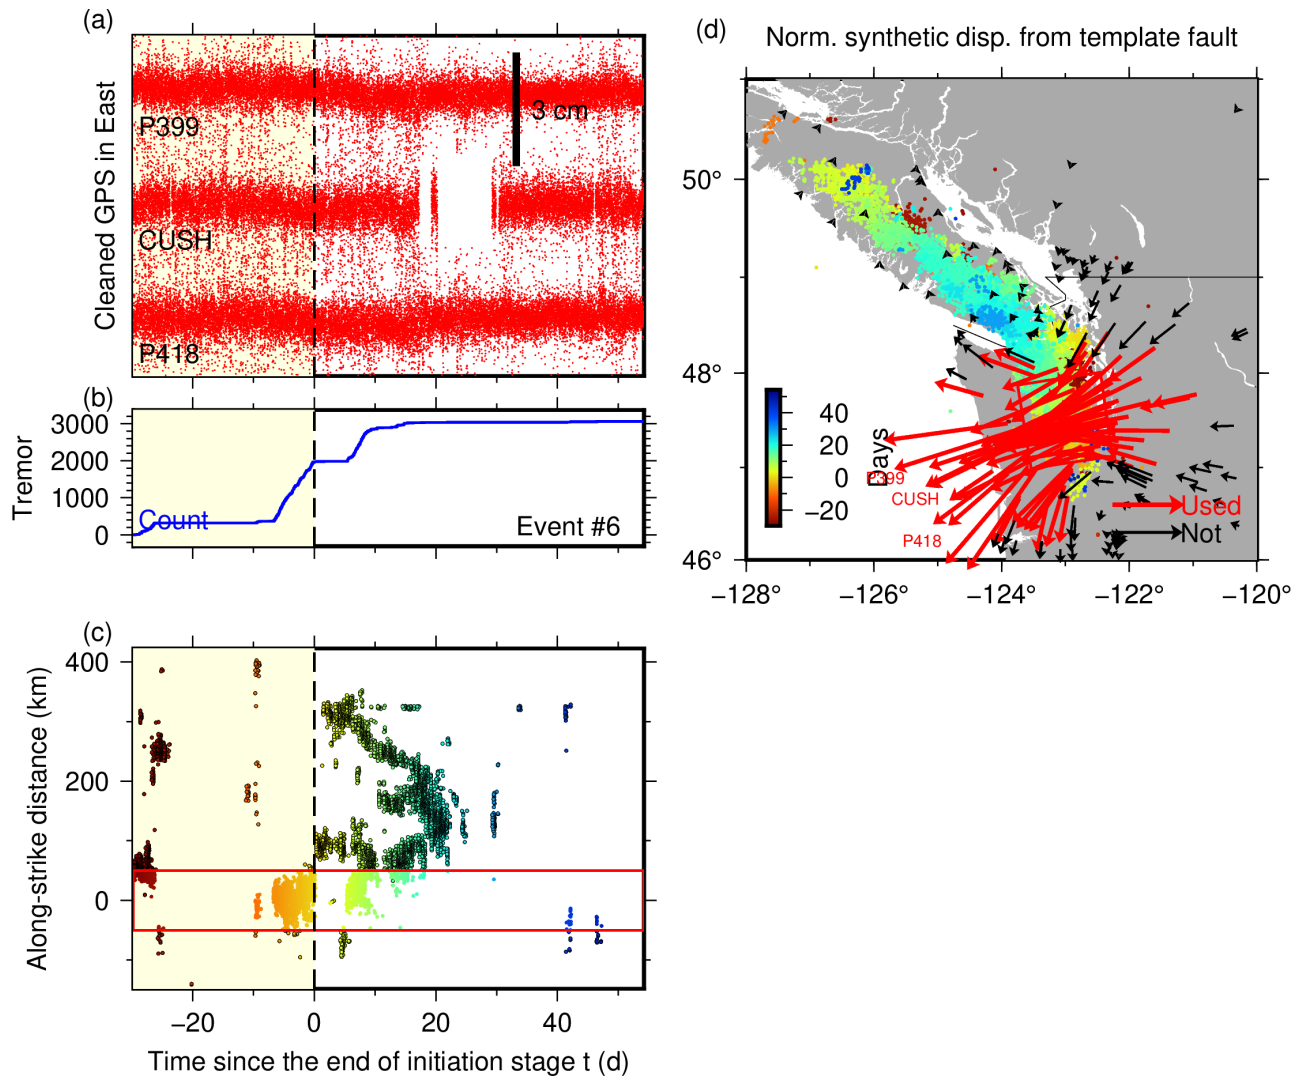 (a)
Cleaned GPS in East
P399
CUSH
P418
3 cm
(b)
Tremor
3000
2000
1000
0
Count
Event #6
(c)
Along-strike distance (km)
400
200
0
−20 0 20 40
Time since the end of initiation stage t (d)
(d)
Norm. synthetic disp. from template fault
50°
48°
46°
−128° −126° −124° −122° −120°
40
20
0
−20
Days
P399
CUSH
P418
Used
Not